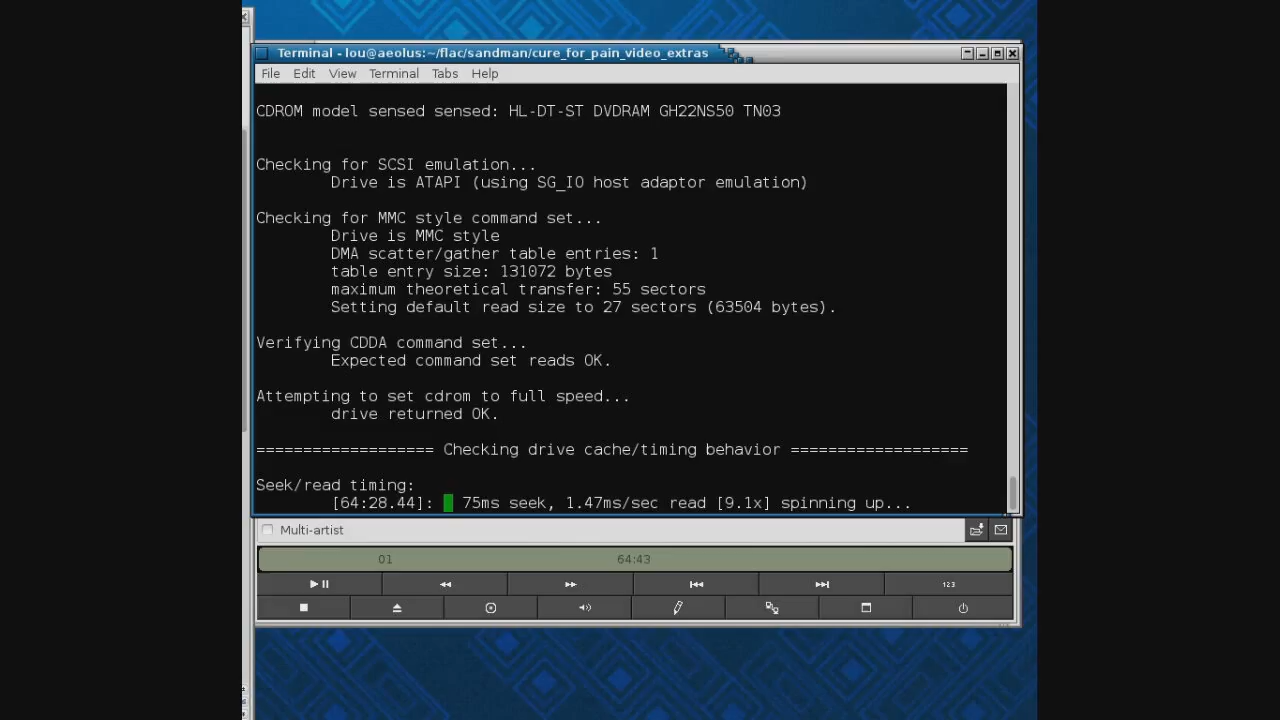 Terminal - lou@aeolus:~/flac/sandman/cure_for_pain_video_extras
File Edit View Terminal Tabs Help
CDROM model sensed sensed: HL-DT-ST DVDRAM GH22NS50 TN03
Checking for SCSI emulation...
Drive is ATAPI (using SG_IO host adaptor emulation)
Checking for MMC style command set...
Drive is MMC style
DMA scatter/gather table entries: 1
table entry size: 131072 bytes
maximum theoretical transfer: 55 sectors
Setting default read size to 27 sectors (63504 bytes).
Verifying CDDA command set...
Expected command set reads OK.
Attempting to set cdrom to full speed...
drive returned OK.
=================== Checking drive cache/timing behavior ===================
Seek/read timing:
[64:28.44]: 75ms seek, 1.47ms/sec read [9.1x] spinning up...
Multi-artist
01 64:43
123